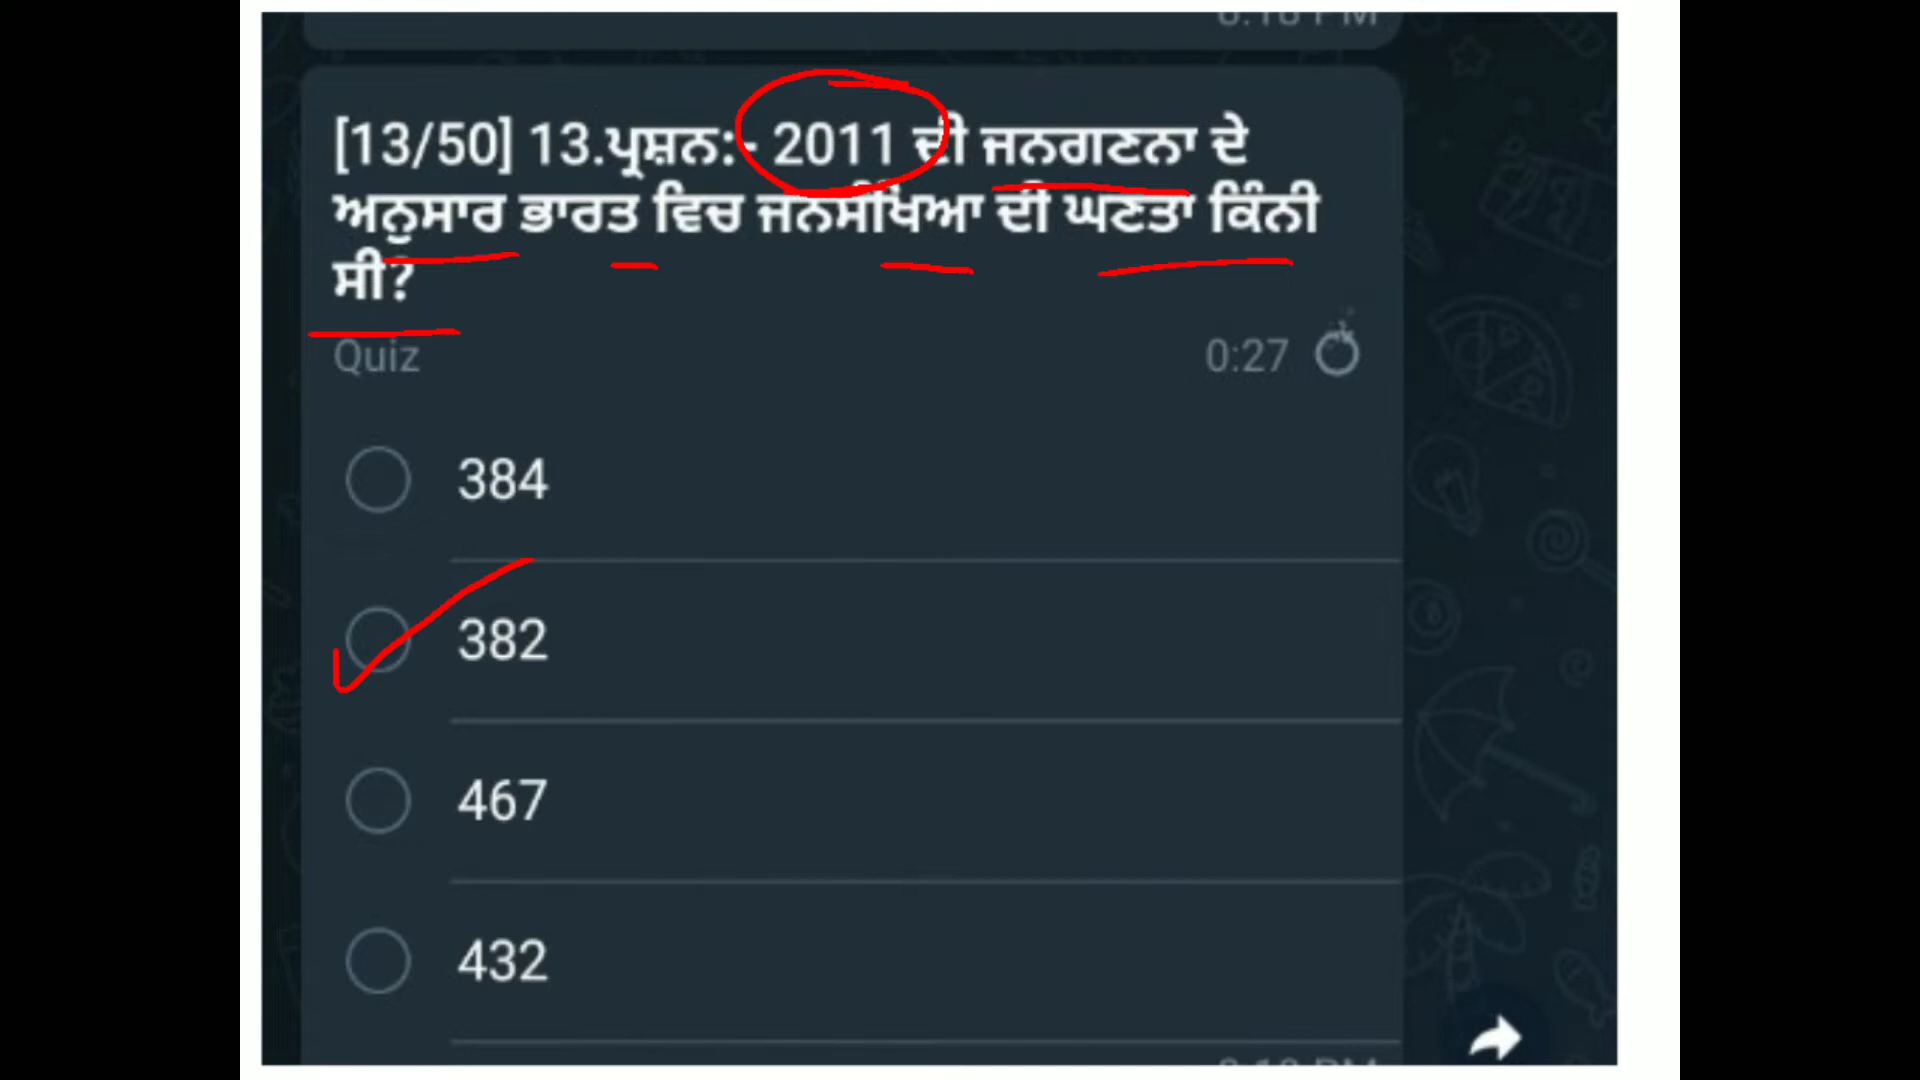 [13/50] 13.ਪ੍ਰਸ਼ਨ:- 2011 ਦੀ ਜਨਗਣਨਾ ਦੇ
ਅਨੁਸਾਰ ਭਾਰਤ ਵਿਚ ਜਨਸੰਖਿਆ ਦੀ ਘਣਤਾ ਕਿੰਨੀ
ਸੀ?
Quiz
0:27
384
382
467
432